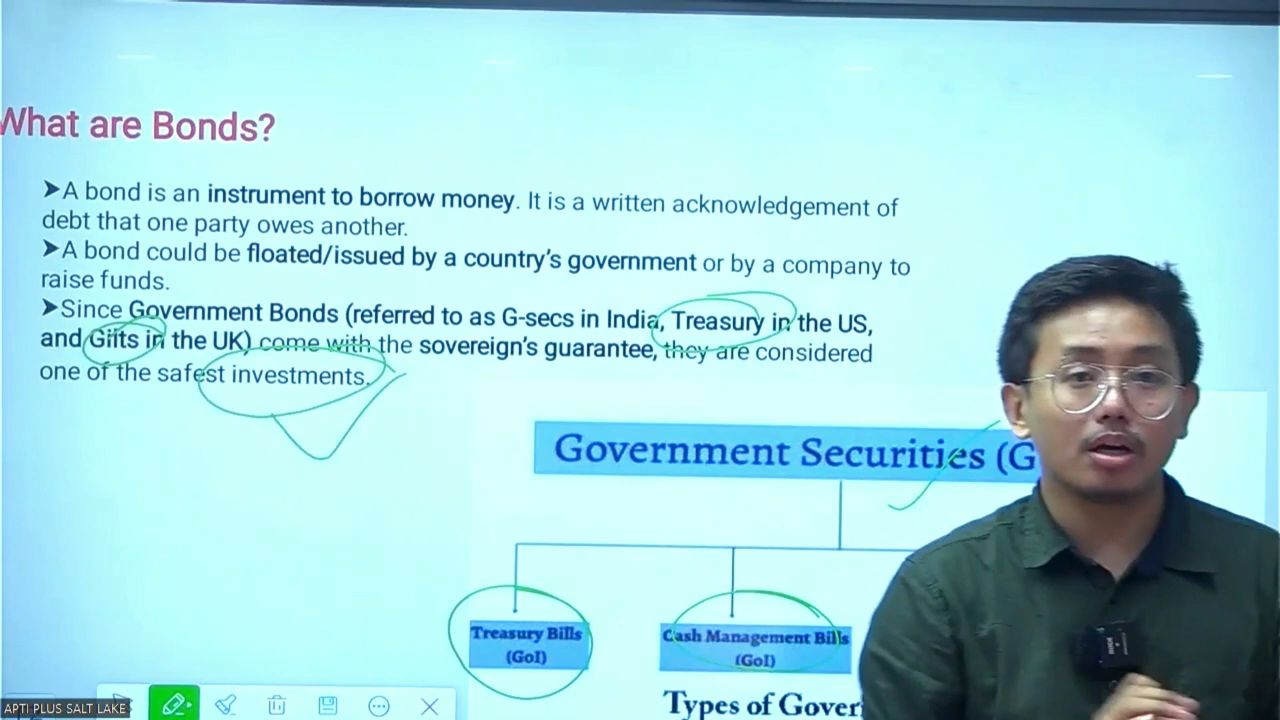 What are Bonds?
➤A bond is an instrument to borrow money. It is a written acknowledgement of
debt that one party owes another.
➤A bond could be floated/issued by a country's government or by a company to
raise funds.
➤Since Government Bonds (referred to as G-secs in India, Treasury in the US,
and Gilts in the UK) come with the sovereign's guarantee, they are considered
one of the safest investments.
Government Securities (G
Treasury Bills
(GoI)
Cash Management Bills
(GoI)
Types of Gover
APTI PLUS SALT LAKE